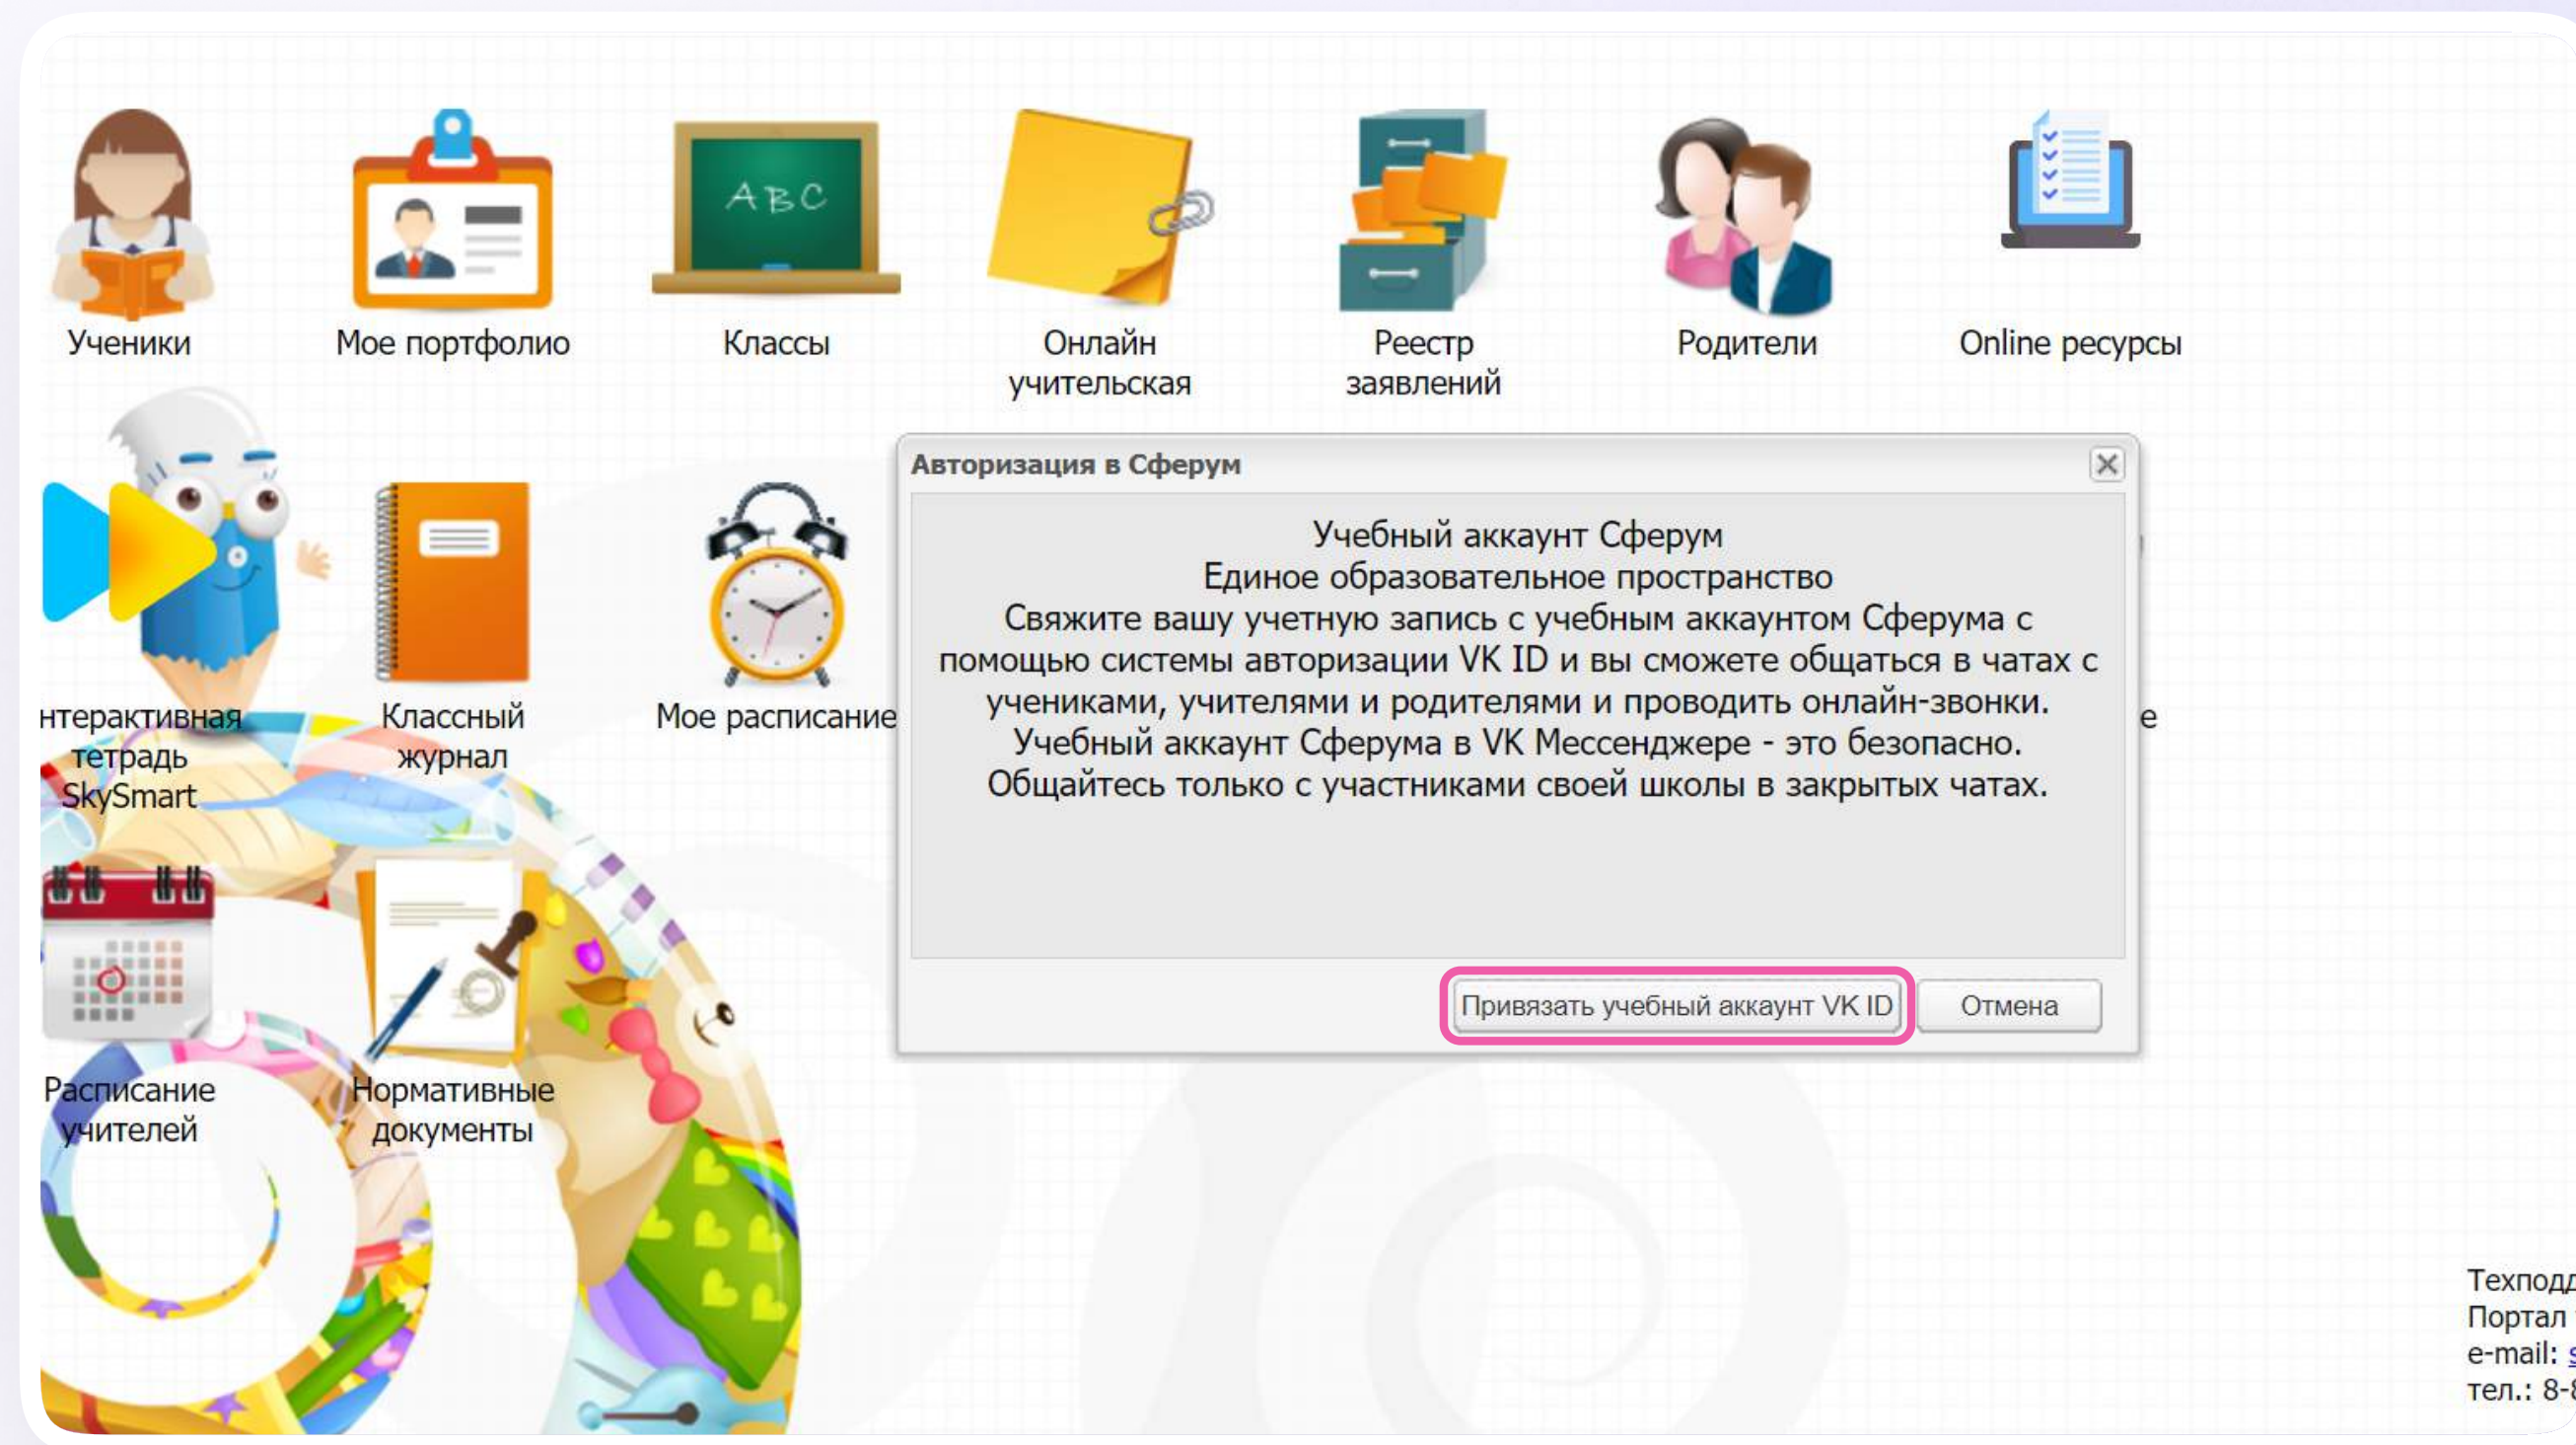 ABC
Ученики
Мое портфолио
Классы
Онлайн
учительская
Реестр
заявлений
Родители
Online ресурсы
нтерактивная
тетрадь
SkySmart
Классный
журнал
Мое расписание
Авторизация в Сферум
Учебный аккаунт Сферум
Единое образовательное пространство
Свяжите вашу учетную запись с учебным аккаунтом Сферума с
помощью системы авторизации VK ID и вы сможете общаться в чатах с
учениками, учителями и родителями и проводить онлайн-звонки.
Учебный аккаунт Сферума в VK Мессенджере - это безопасно.
Общайтесь только с участниками своей школы в закрытых чатах.
е
Привязать учебный аккаунт VK ID
Отмена
Расписание
учителей
Нормативные
документы
Техподд
Портал
e-mail: s
тел.: 8-8